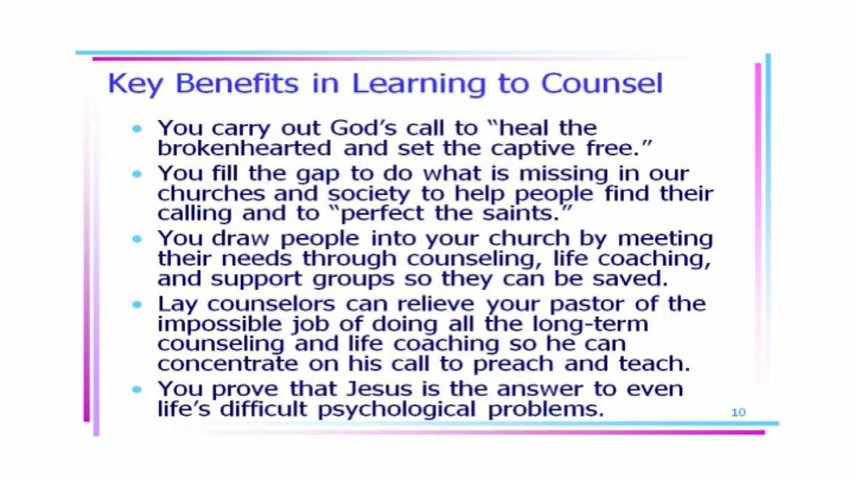 Key Benefits in Learning to Counsel
• You carry out God's call to “heal the
brokenhearted and set the captive free.”
• You fill the gap to do what is missing in our
churches and society to help people find their
calling and to “perfect the saints.”
• You draw people into your church by meeting
their needs through counseling, life coaching,
and support groups so they can be saved.
• Lay counselors can relieve your pastor of the
impossible job of doing all the long-term
counseling and life coaching so he can
concentrate on his call to preach and teach.
• You prove that Jesus is the answer to even
life's difficult psychological problems.
10